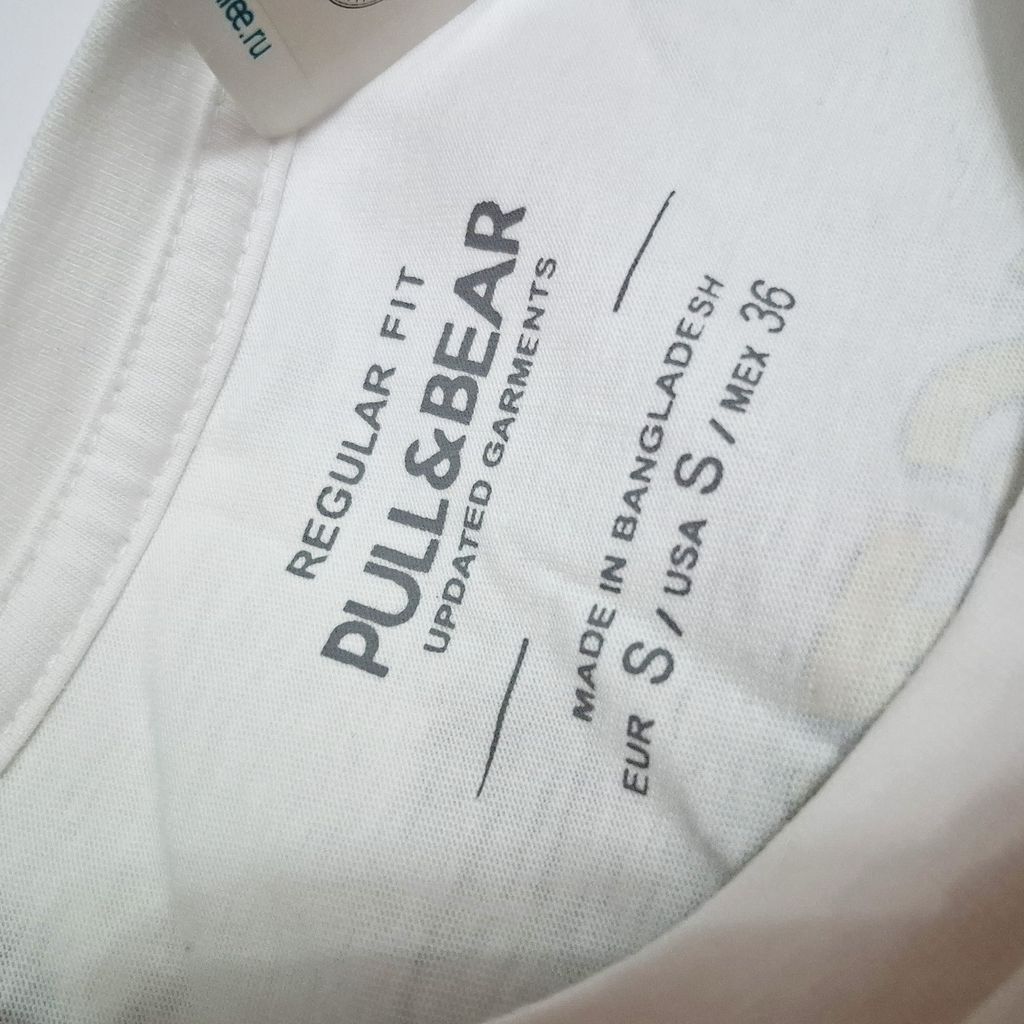 REGULAR FIT
PULL&BEAR
UPDATED GARMENTS
MADE IN BANGLADESH
EUR S / USA S / MEX 36